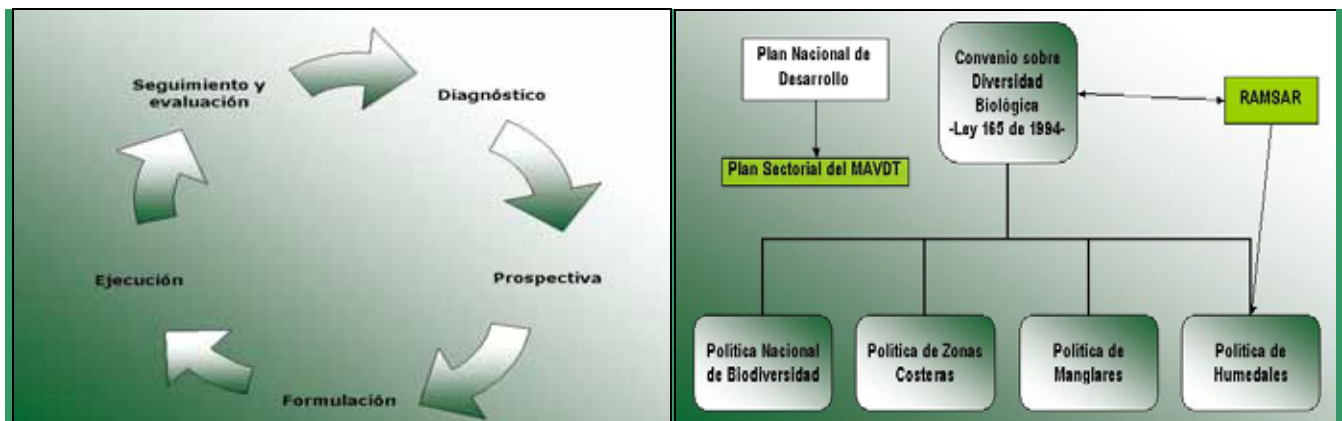 Seguimiento y
evaluación
Diagnóstico
Prospectiva
Formulación
Ejecución
Plan Nacional de
Desarrollo
Plan Sectorial del MAVDT
Convenio sobre
Diversidad
Biológica
-Ley 165 de 1994-
RAMSAR
Política Nacional
de Biodiversidad
Política de Zonas
Costeras
Política de
Manglares
Política de
Humedales